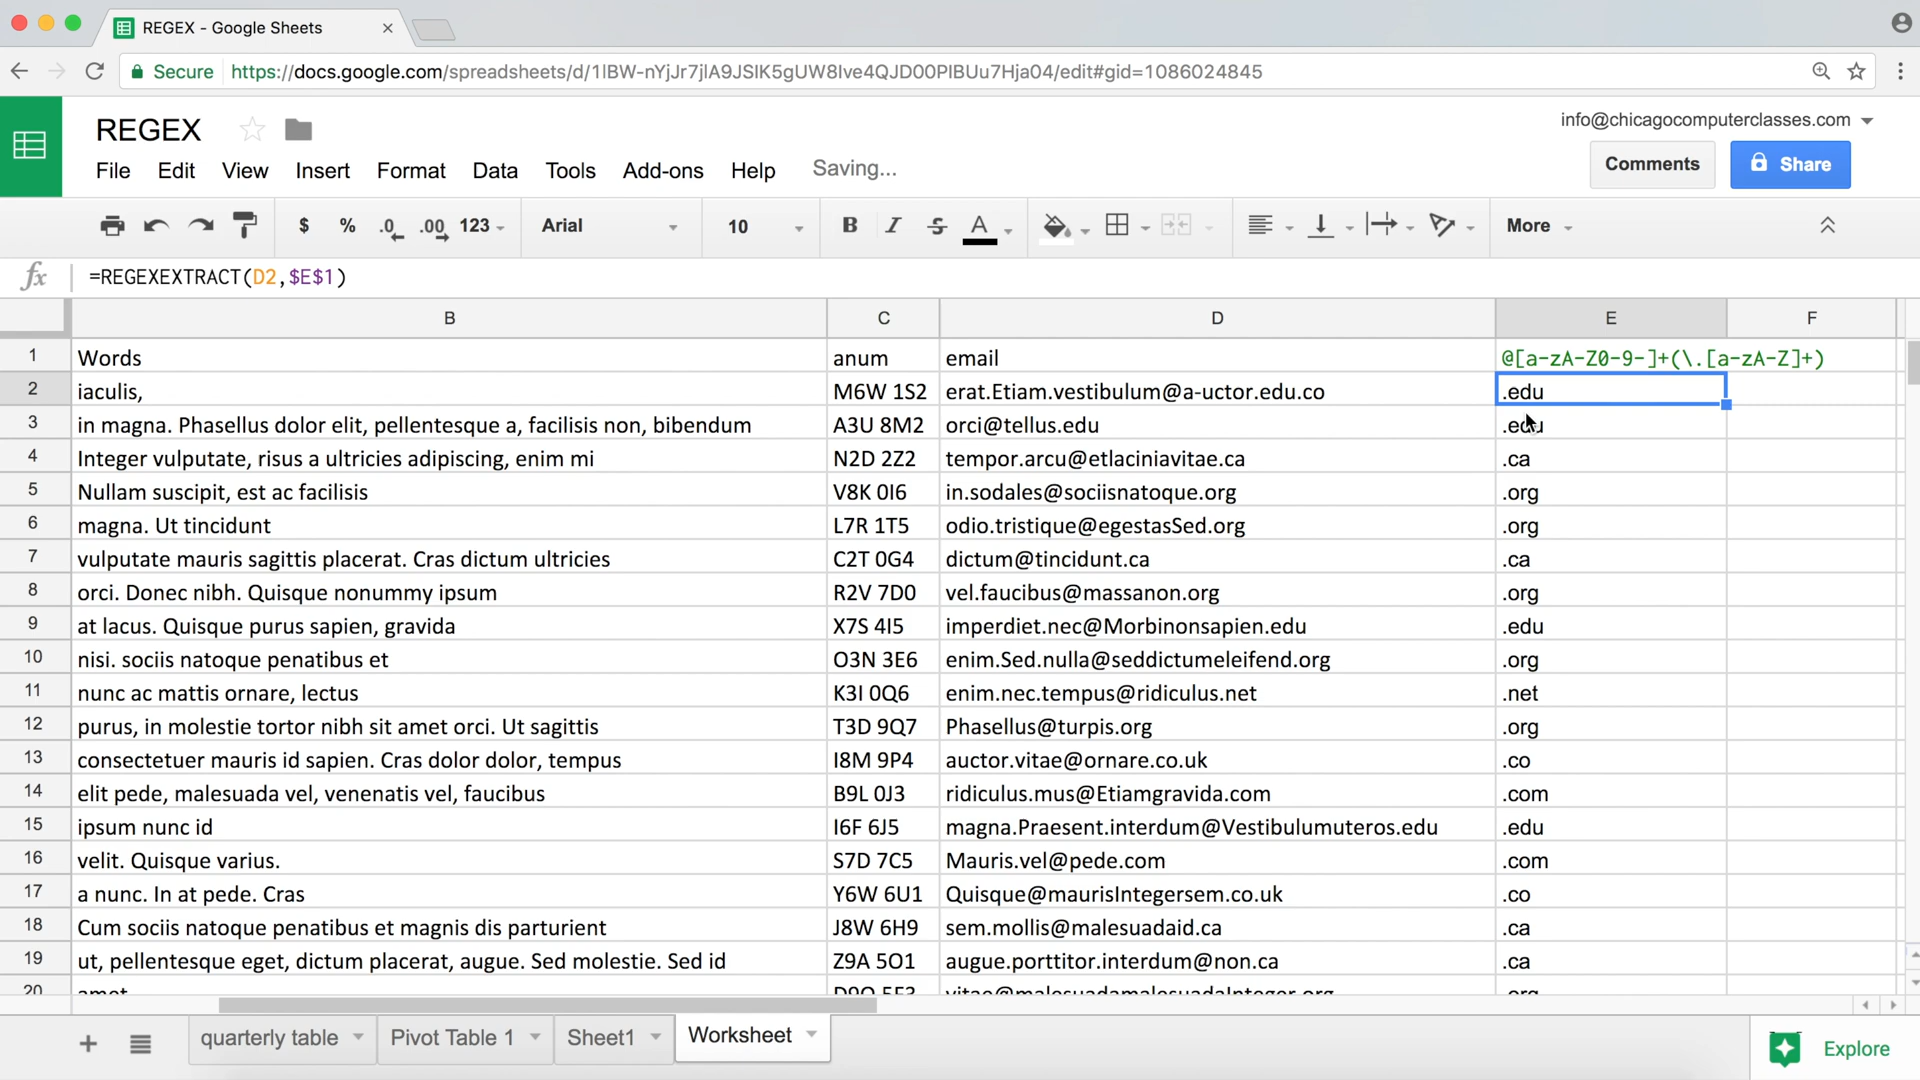 REGEX - Google Sheets
Secure https://docs.google.com/spreadsheets/d/1lBW-nYjJr7jlA9JSIK5gUW8Ive4QJD00PIBUu7Hja04/edit#gid=1086024845
REGEX
info@chicagocomputerclasses.com
File Edit View Insert Format Data Tools Add-ons Help Saving...
Comments Share
$ % .0 .00 123 Arial 10 B I S A More
fx =REGEXEXTRACT(D2,$E$1)
B C D E F
1 Words anum email @[a-zA-Z0-9-]+(\.[a-zA-Z]+)
2 iaculis, M6W 1S2 erat.Etiam.vestibulum@a-uctor.edu.co .edu
3 in magna. Phasellus dolor elit, pellentesque a, facilisis non, bibendum A3U 8M2 orci@tellus.edu .edu
4 Integer vulputate, risus a ultricies adipiscing, enim mi N2D 2Z2 tempor.arcu@etlaciniavitae.ca .ca
5 Nullam suscipit, est ac facilisis V8K 0I6 in.sodales@sociisnatoque.org .org
6 magna. Ut tincidunt L7R 1T5 odio.tristique@egestasSed.org .org
7 vulputate mauris sagittis placerat. Cras dictum ultricies C2T 0G4 dictum@tincidunt.ca .ca
8 orci. Donec nibh. Quisque nonummy ipsum R2V 7D0 vel.faucibus@massanon.org .org
9 at lacus. Quisque purus sapien, gravida X7S 4I5 imperdiet.nec@Morbinonsapien.edu .edu
10 nisi. sociis natoque penatibus et O3N 3E6 enim.Sed.nulla@seddictumeleifend.org .org
11 nunc ac mattis ornare, lectus K3I 0Q6 enim.nec.tempus@ridiculus.net .net
12 purus, in molestie tortor nibh sit amet orci. Ut sagittis T3D 9Q7 Phasellus@turpis.org .org
13 consectetuer mauris id sapien. Cras dolor dolor, tempus I8M 9P4 auctor.vitae@ornare.co.uk .co
14 elit pede, malesuada vel, venenatis vel, faucibus B9L 0J3 ridiculus.mus@Etiamgravida.com .com
15 ipsum nunc id I6F 6J5 magna.Praesent.interdum@Vestibulumuteros.edu .edu
16 velit. Quisque varius. S7D 7C5 Mauris.vel@pede.com .com
17 a nunc. In at pede. Cras Y6W 6U1 Quisque@maurisIntegersem.co.uk .co
18 Cum sociis natoque penatibus et magnis dis parturient J8W 6H9 sem.mollis@malesuadaid.ca .ca
19 ut, pellentesque eget, dictum placerat, augue. Sed molestie. Sed id Z9A 5O1 augue.porttitor.interdum@non.ca .ca
20 amet vitae@malesuadamalesuadaInteger.org .org
quarterly table Pivot Table 1 Sheet1 Worksheet Explore